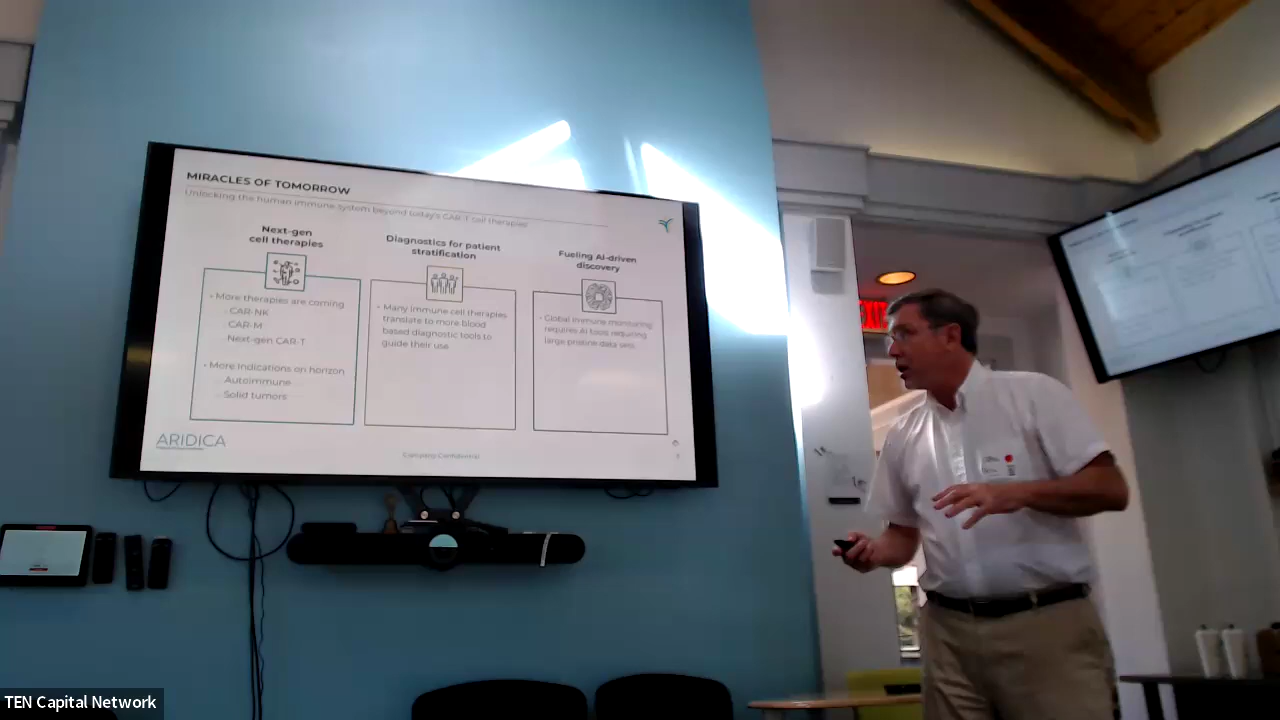 MIRACLES OF TOMORROW
Unlocking the human immune system beyond today's CAR-T cell therapies
Next-gen
cell therapies
• More therapies are coming
CAR-NK
CAR-M
Next-gen CAR-T
• More indications on horizon
Autoimmune
Solid tumors
Diagnostics for patient
stratification
• Many immune cell therapies
translate to more blood
based diagnostic tools to
guide their use
Fueling AI-driven
discovery
• Global immune monitoring
requires AI tools requiring
large pristine data sets
ARIDICA
Company Confidential
EXIT
TEN Capital Network